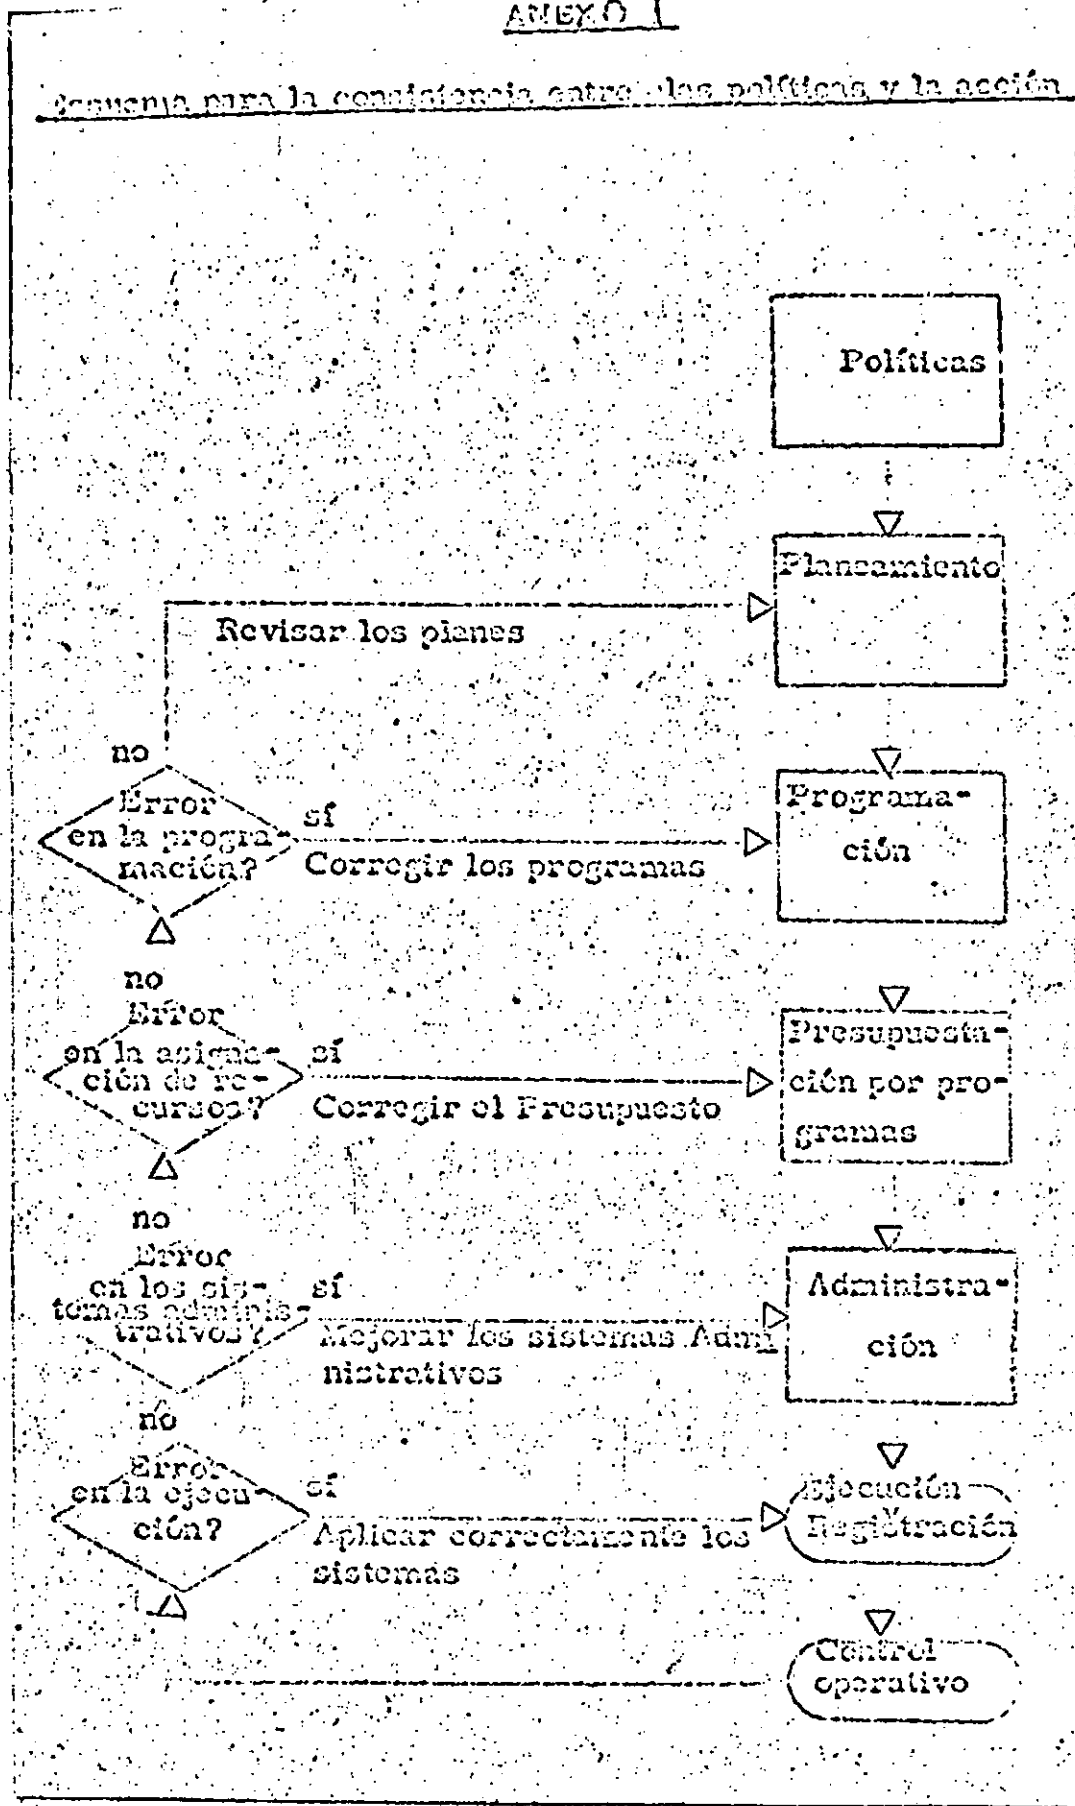 ANEXO I
para la consistencia entre las políticas y la acción
Políticas
Planeamiento
Revisar los planes
no
Error
en la progra-
mación?
sí
Corregir los programas
Programa-
ción
no
Error
en la asigna-
ción de re-
cursos?
sí
Corregir el Presupuesto
Presupuesta-
ción por pro-
gramas
no
Error
en los sis-
temas adminis-
trativos?
sí
Mejorar los sistemas Admi
nistrativos
Administra-
ción
no
Error
en la ejecu-
ción?
sí
Aplicar correctamente los
sistemas
Ejecución
y
Registración
Control
operativo